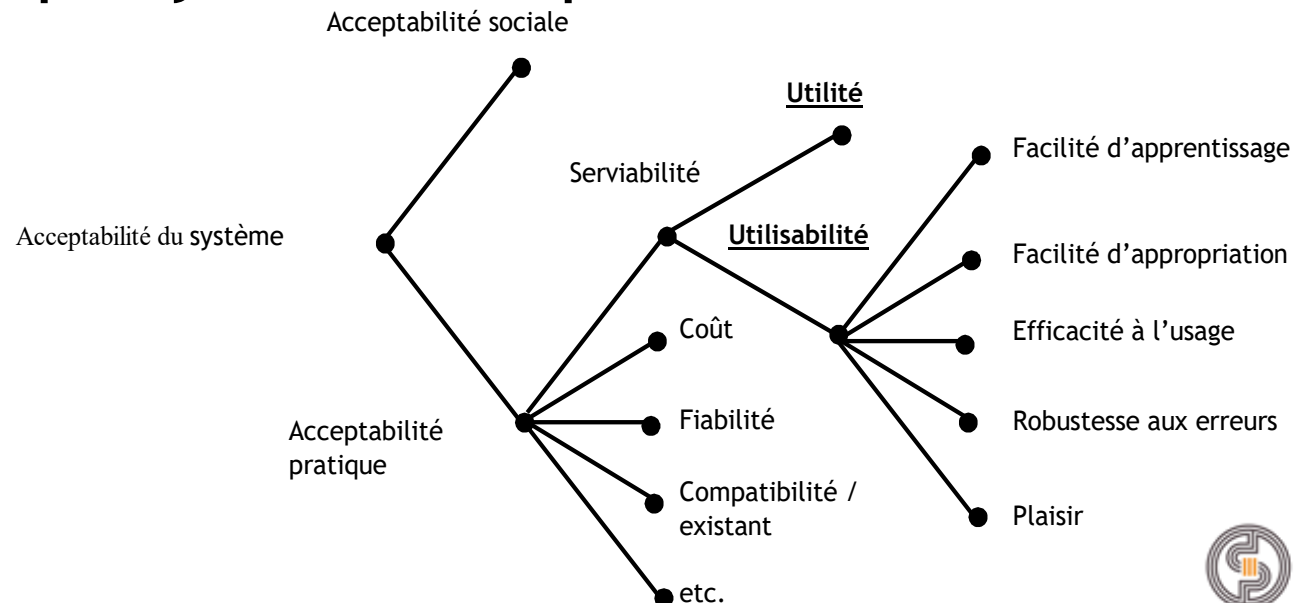 Acceptabilité sociale
Utilité
Serviabilité
Facilité d’apprentissage
Acceptabilité du système
Utilisabilité
Facilité d’appropriation
Coût
Efficacité à l’usage
Acceptabilité
pratique
Fiabilité
Robustesse aux erreurs
Compatibilité /
existant
Plaisir
etc.